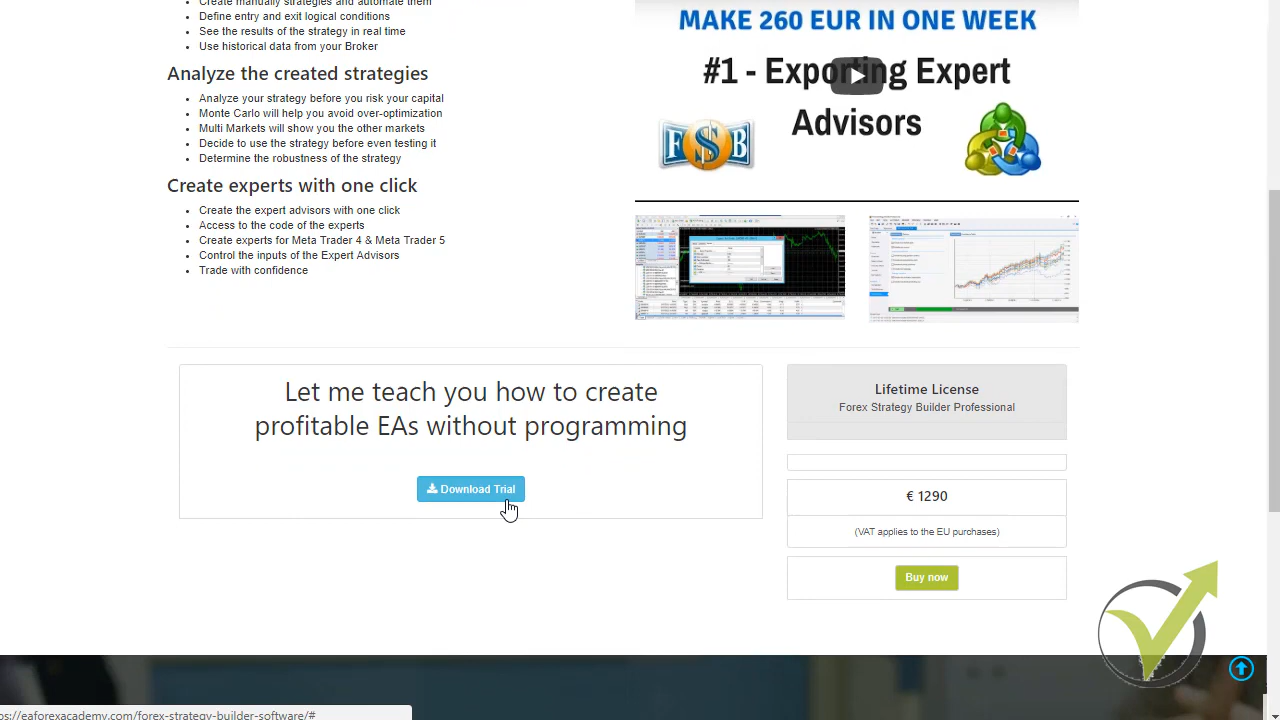 Create manually strategies and automate them
Define entry and exit logical conditions
See the results of the strategy in real time
Use historical data from your Broker
Analyze the created strategies
Analyze your strategy before you risk your capital
Monte Carlo will help you avoid over-optimization
Multi Markets will show you the other markets
Decide to use the strategy before even testing it
Determine the robustness of the strategy
Create experts with one click
Create the expert advisors with one click
Access to the code of the experts
Create experts for Meta Trader 4 & Meta Trader 5
Control the inputs of the Expert Advisors
Trade with confidence
MAKE 260 EUR IN ONE WEEK
#1 - Exporting Expert
Advisors
F S B
Let me teach you how to create
profitable EAs without programming
Download Trial
Lifetime License
Forex Strategy Builder Professional
€ 1290
(VAT applies to the EU purchases)
Buy now
ps://eaforexacademy.com/forex-strategy-builder-software/#